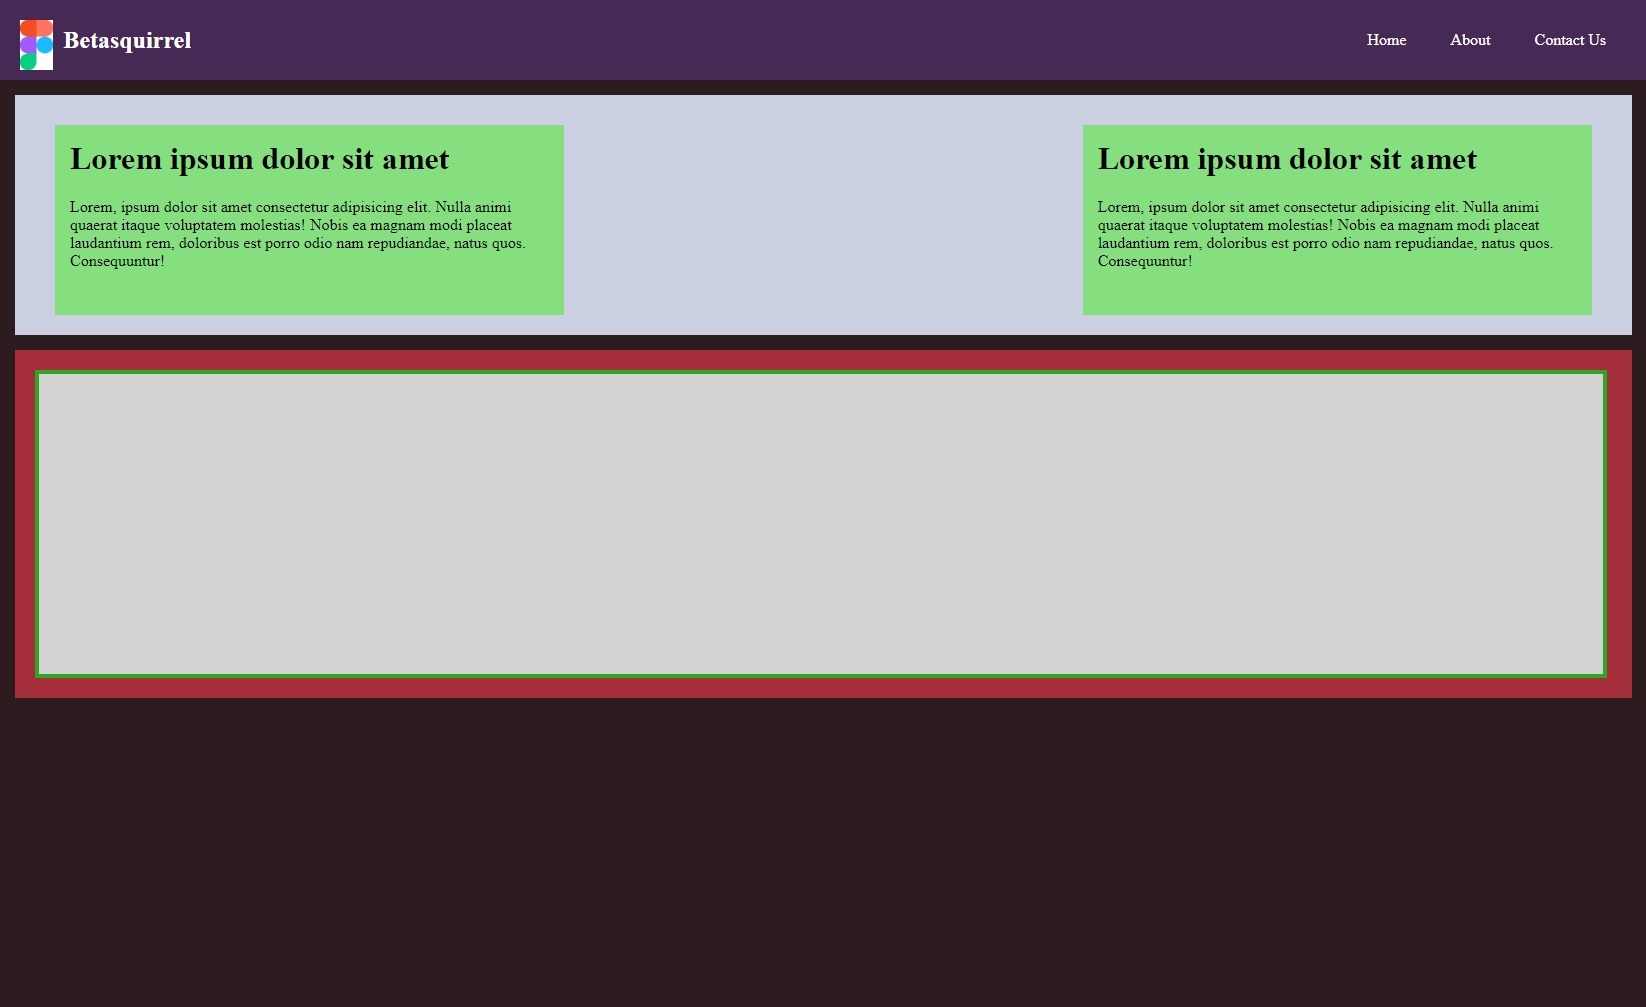 Betasquirrel
Home
About
Contact Us
Lorem ipsum dolor sit amet
Lorem, ipsum dolor sit amet consectetur adipisicing elit. Nulla animi
quaerat itaque voluptatem molestias! Nobis ea magnam modi placeat
laudantium rem, doloribus est porro odio nam repudiandae, natus quos.
Consequuntur!
Lorem ipsum dolor sit amet
Lorem, ipsum dolor sit amet consectetur adipisicing elit. Nulla animi
quaerat itaque voluptatem molestias! Nobis ea magnam modi placeat
laudantium rem, doloribus est porro odio nam repudiandae, natus quos.
Consequuntur!